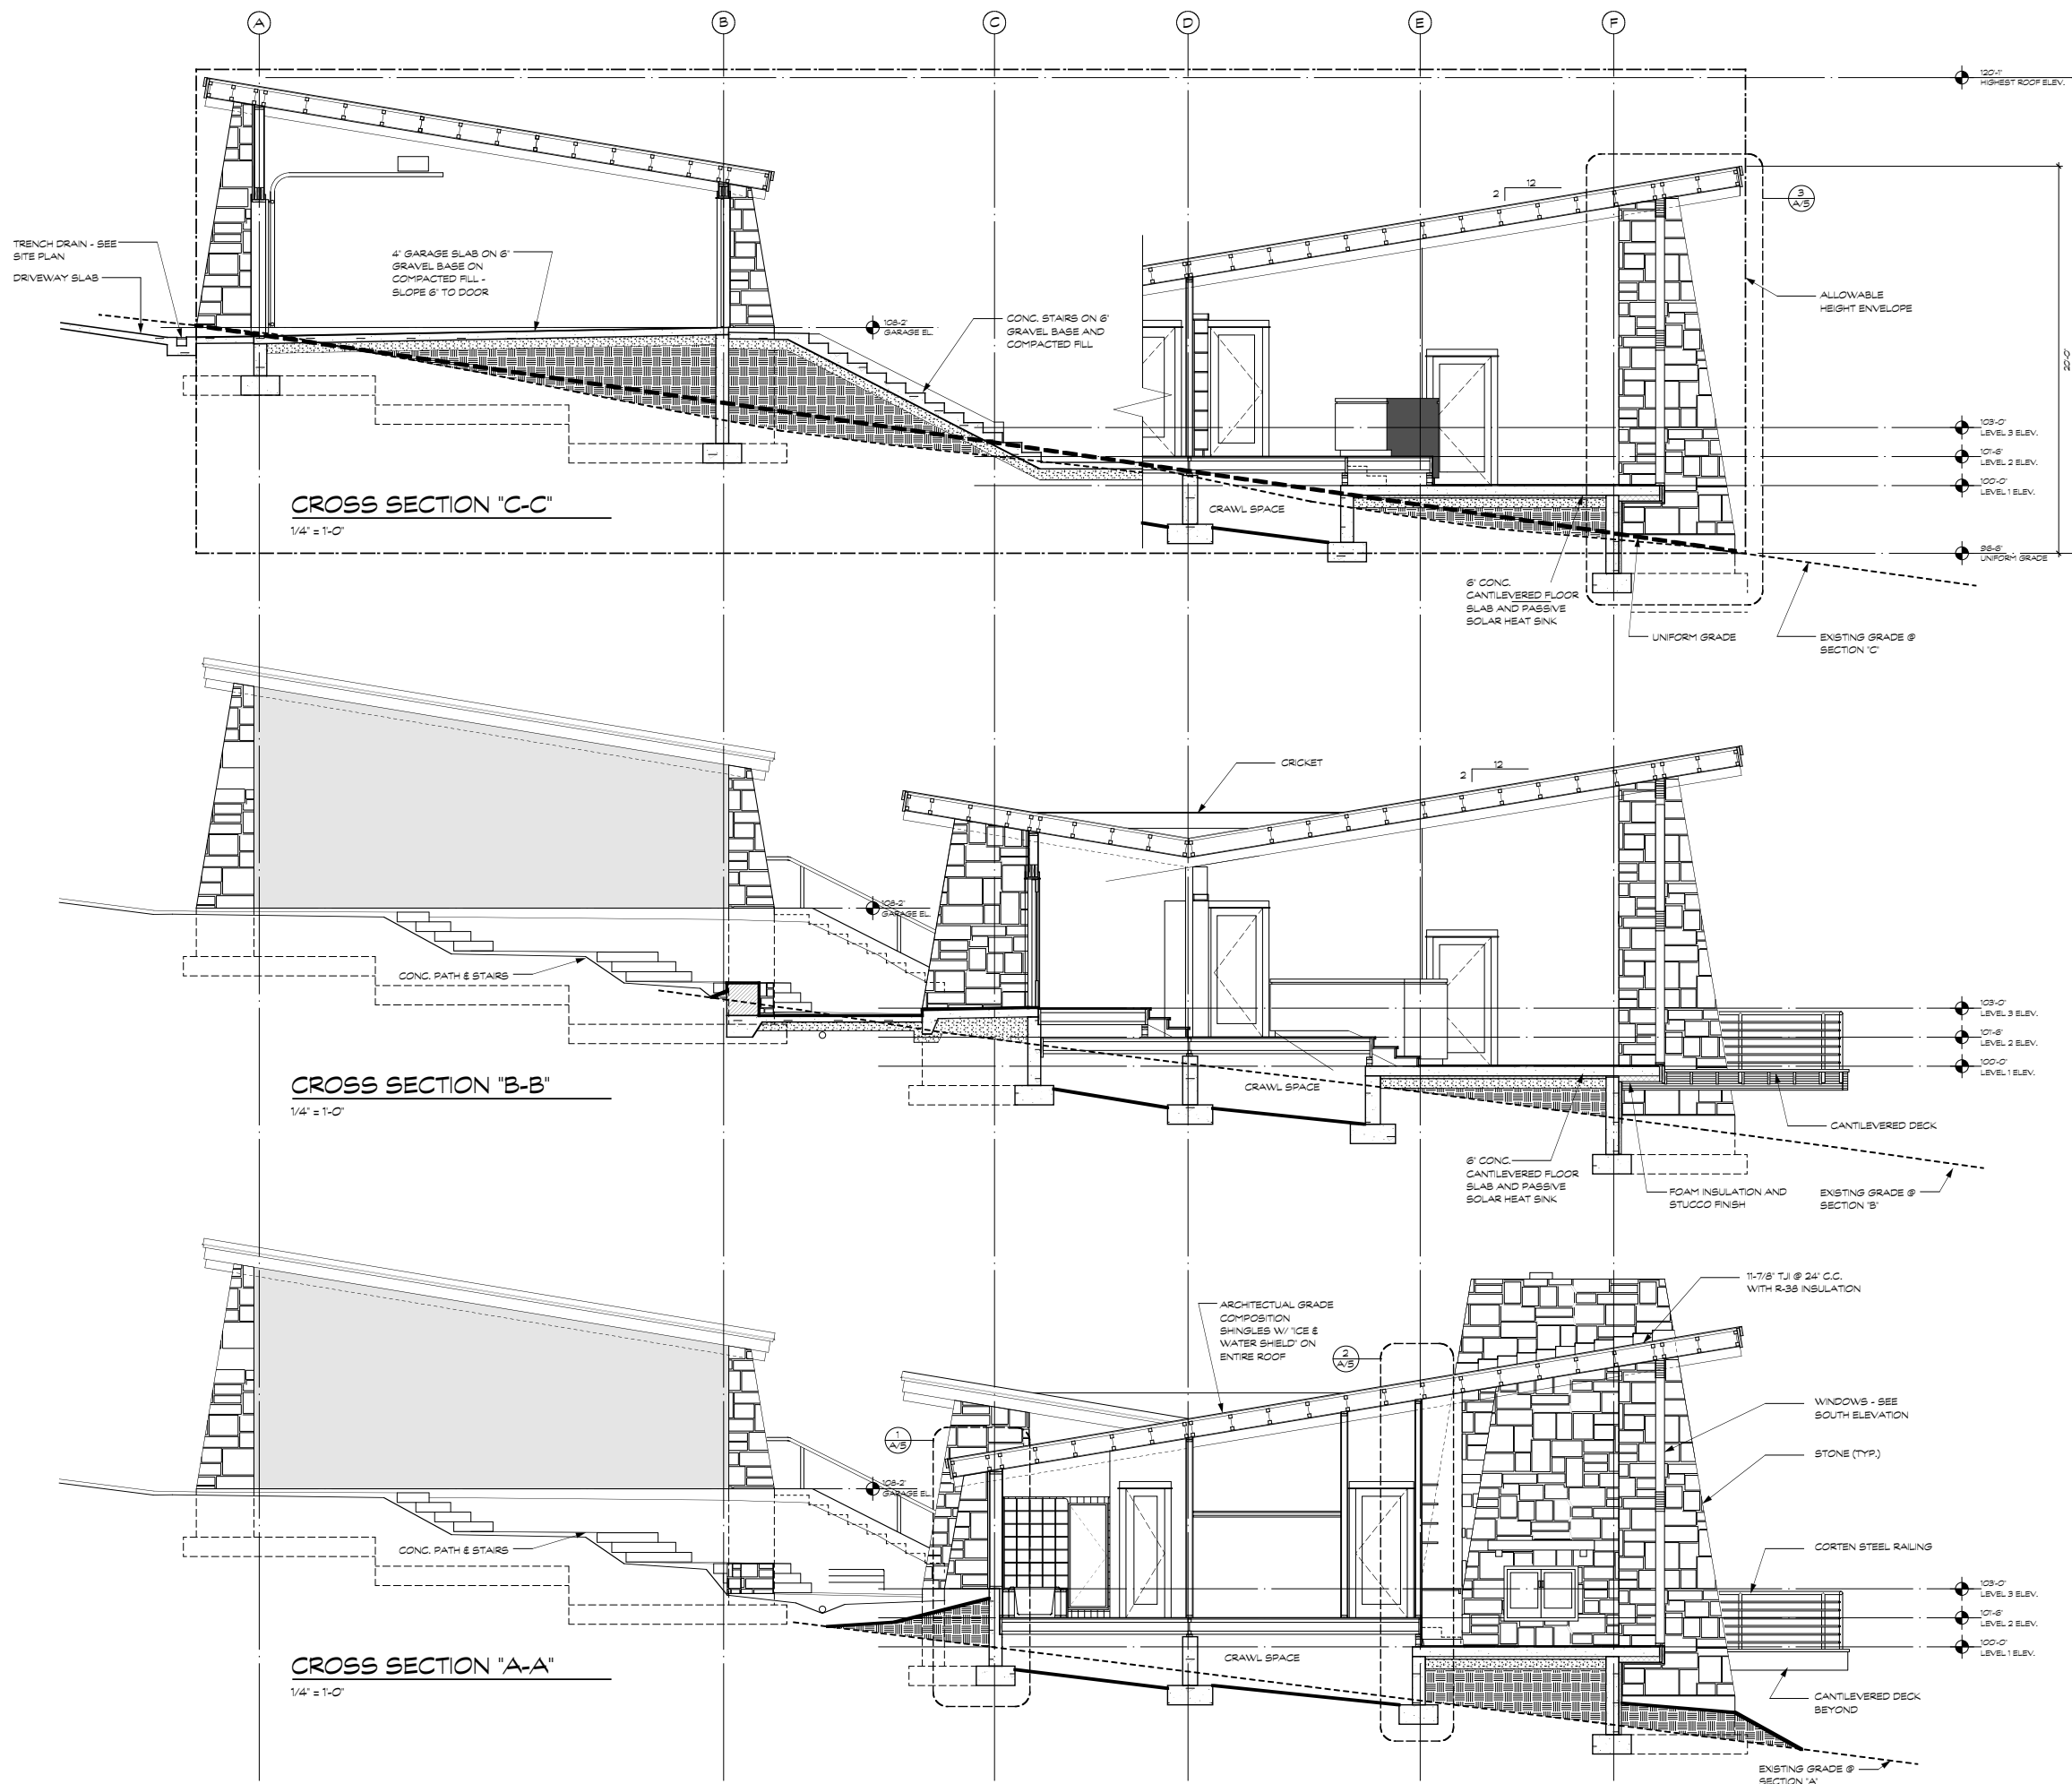 A
B
C
D
E
F
120'-1"
HIGHEST ROOF ELEV.
12
2
3
A/5
TRENCH DRAIN - SEE
SITE PLAN
DRIVEWAY SLAB
4" GARAGE SLAB ON 6"
GRAVEL BASE ON
COMPACTED FILL -
SLOPE 6" TO DOOR
108'-2"
GARAGE EL.
CONC. STAIRS ON 6"
GRAVEL BASE AND
COMPACTED FILL
ALLOWABLE
HEIGHT ENVELOPE
20'-0"
103'-0"
LEVEL 3 ELEV.
101'-6"
LEVEL 2 ELEV.
100'-0"
LEVEL 1 ELEV.
UNIFORM GRADE
CRAWL SPACE
CROSS SECTION "C-C"
1/4" = 1'-0"
6" CONC.
CANTILEVERED FLOOR
SLAB AND PASSIVE
SOLAR HEAT SINK
UNIFORM GRADE
EXISTING GRADE @
SECTION "C"
CRICKET
12
2
108'-2"
GARAGE EL.
CONC. PATH & STAIRS
103'-0"
LEVEL 3 ELEV.
101'-6"
LEVEL 2 ELEV.
100'-0"
LEVEL 1 ELEV.
CRAWL SPACE
CROSS SECTION "B-B"
1/4" = 1'-0"
CANTILEVERED DECK
6" CONC.
CANTILEVERED FLOOR
SLAB AND PASSIVE
SOLAR HEAT SINK
FOAM INSULATION AND
STUCCO FINISH
EXISTING GRADE @
SECTION "B"
11-7/8" TJI @ 24" C.C.
WITH R-38 INSULATION
ARCHITECTUAL GRADE
COMPOSITION
SHINGLES W/ "ICE &
WATER SHIELD" ON
ENTIRE ROOF
2
A/5
1
A/5
WINDOWS - SEE
SOUTH ELEVATION
STONE (TYP.)
108'-2"
GARAGE EL.
CONC. PATH & STAIRS
CORTEN STEEL RAILING
103'-0"
LEVEL 3 ELEV.
101'-6"
LEVEL 2 ELEV.
100'-0"
LEVEL 1 ELEV.
CRAWL SPACE
CROSS SECTION "A-A"
1/4" = 1'-0"
CANTILEVERED DECK
BEYOND
EXISTING GRADE @
SECTION "A"